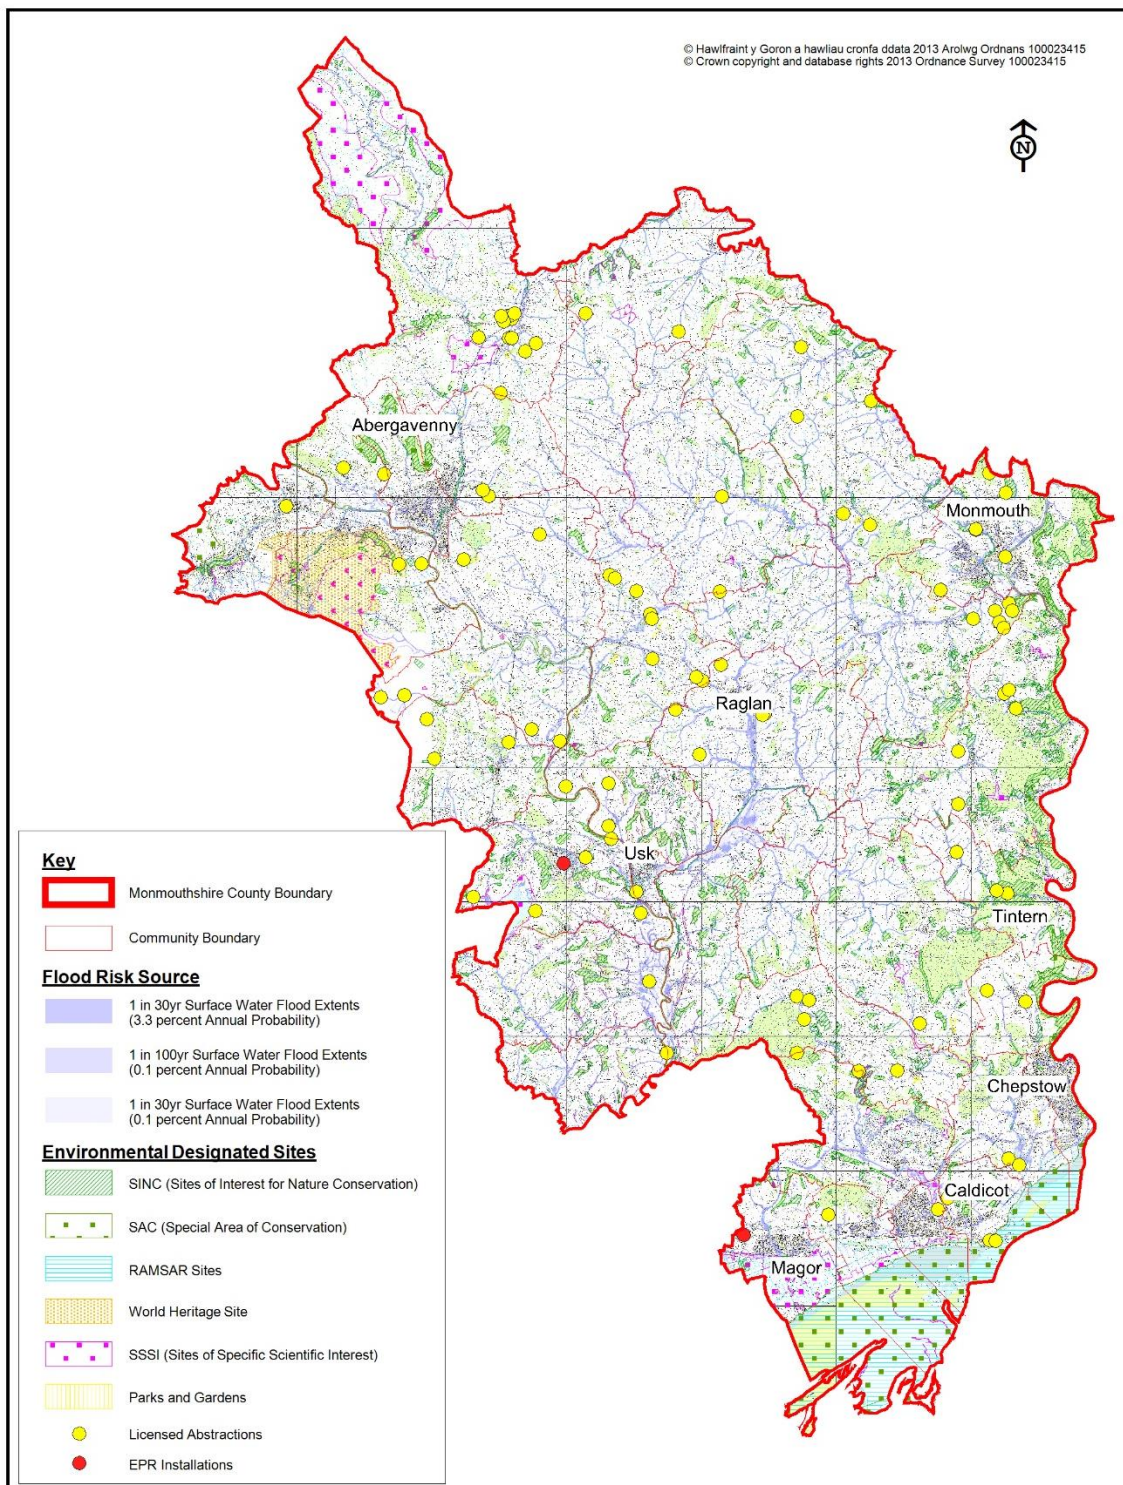 © Hawlfraint y Goron a hawliau cronfa ddata 2013 Arolwg Ordnans 100023415
© Crown copyright and database rights 2013 Ordnance Survey 100023415
N
Abergavenny
Monmouth
Raglan
Usk
Tintern
Chepstow
Caldicot
Magor
Key
Monmouthshire County Boundary
Community Boundary
Flood Risk Source
1 in 30yr Surface Water Flood Extents
(3.3 percent Annual Probability)
1 in 100yr Surface Water Flood Extents
(0.1 percent Annual Probability)
1 in 30yr Surface Water Flood Extents
(0.1 percent Annual Probability)
Environmental Designated Sites
SINC (Sites of Interest for Nature Conservation)
SAC (Special Area of Conservation)
RAMSAR Sites
World Heritage Site
SSSI (Sites of Specific Scientific Interest)
Parks and Gardens
Licensed Abstractions
EPR Installations